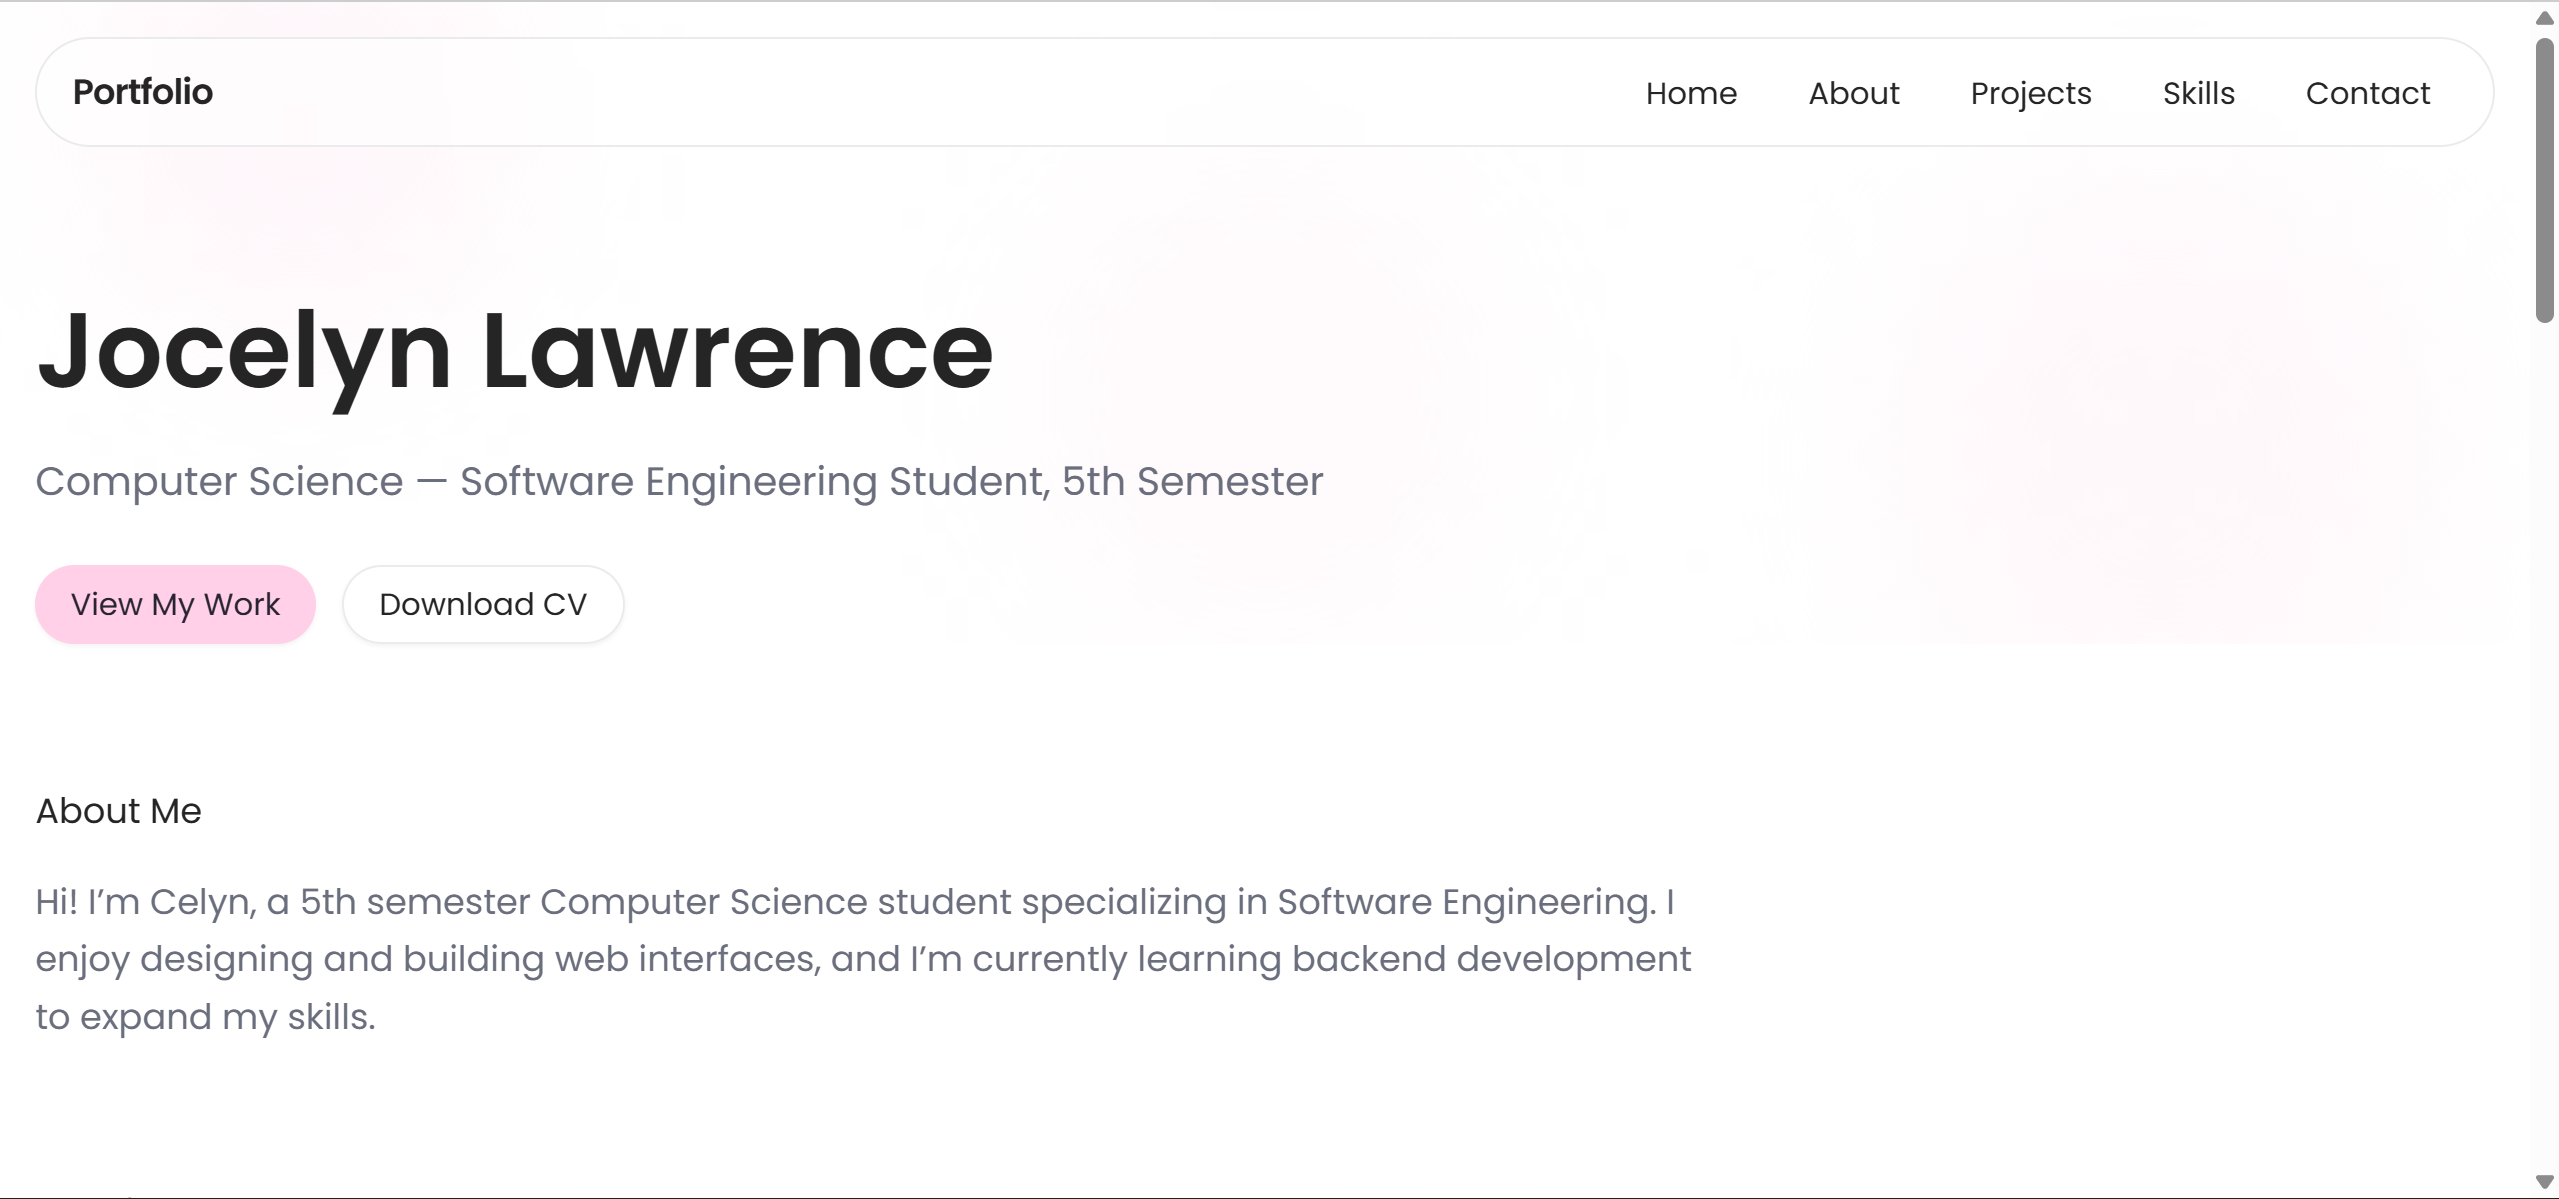 Portfolio
Home About Projects Skills Contact
Jocelyn Lawrence
Computer Science — Software Engineering Student, 5th Semester
View My Work Download CV
About Me
Hi! I’m Celyn, a 5th semester Computer Science student specializing in Software Engineering. I
enjoy designing and building web interfaces, and I’m currently learning backend development
to expand my skills.